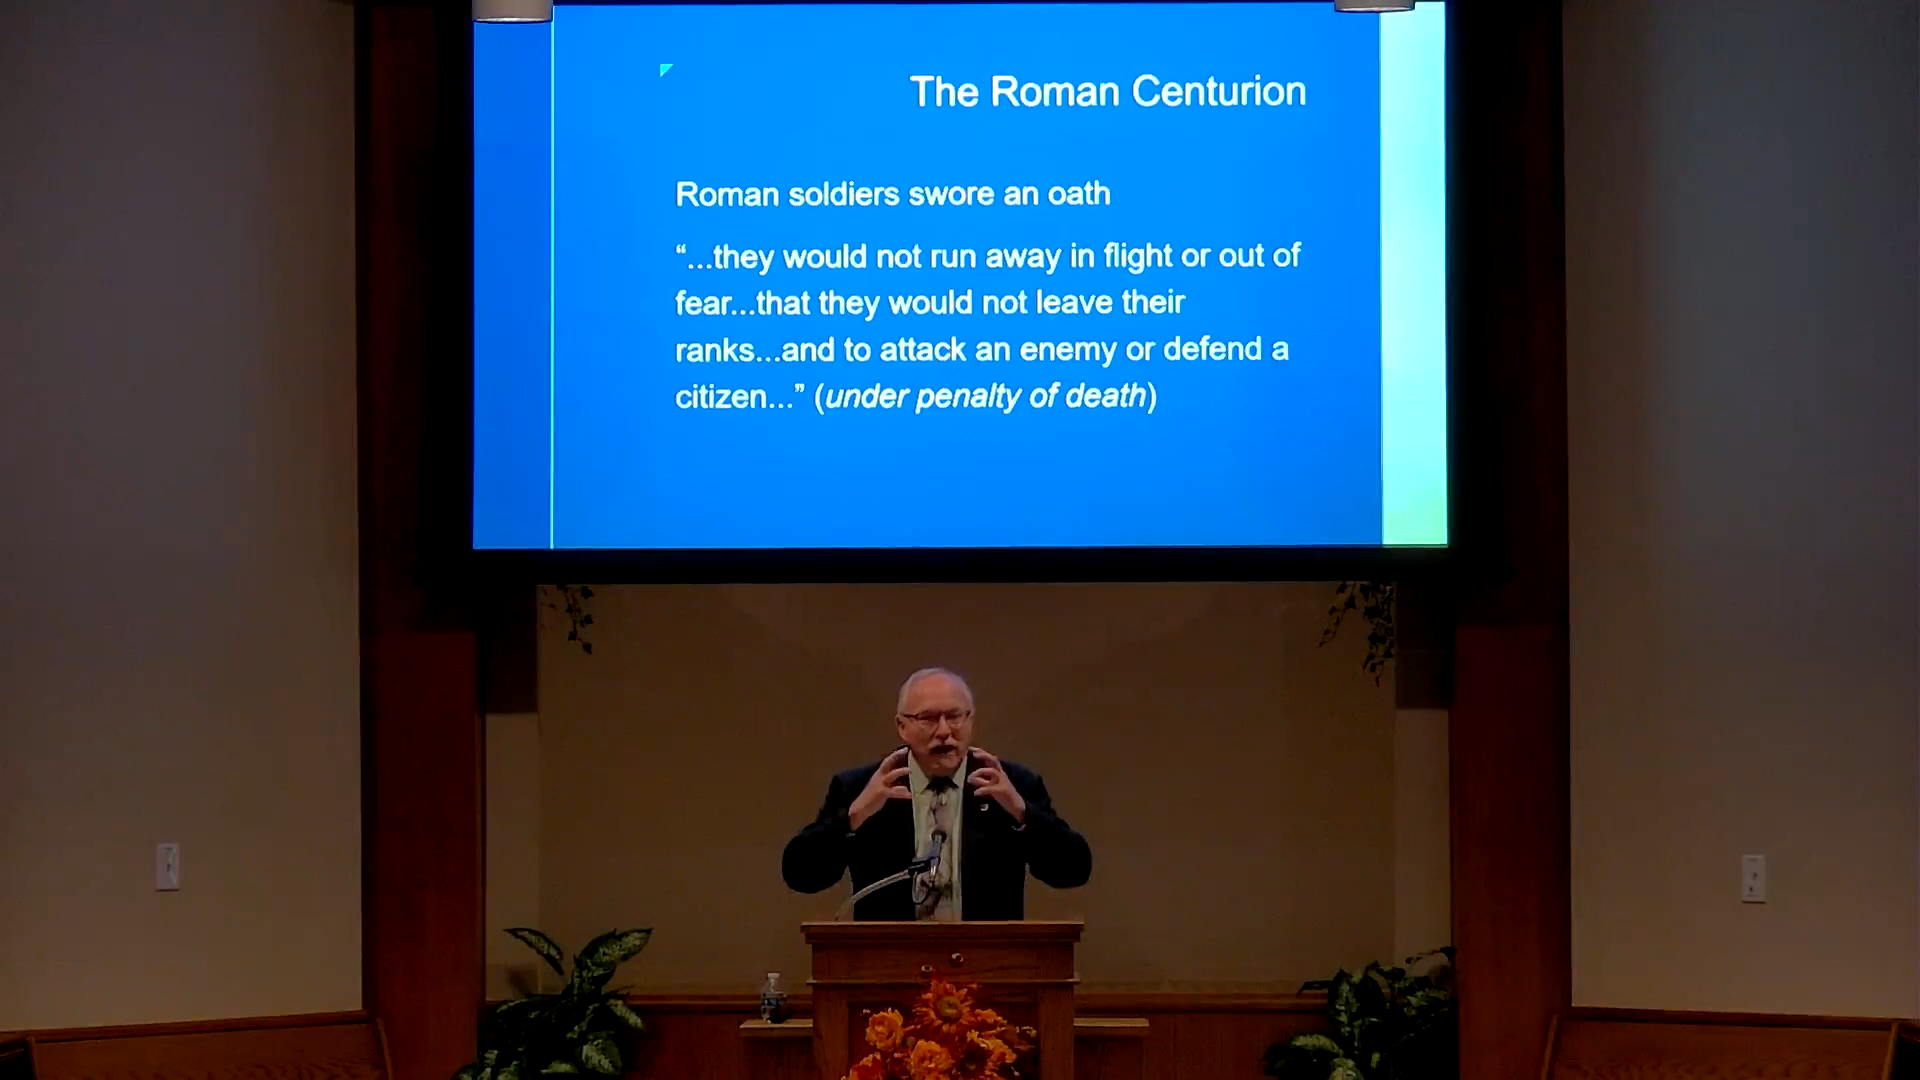 The Roman Centurion
Roman soldiers swore an oath
“...they would not run away in flight or out of
fear...that they would not leave their
ranks...and to attack an enemy or defend a
citizen...” (under penalty of death)